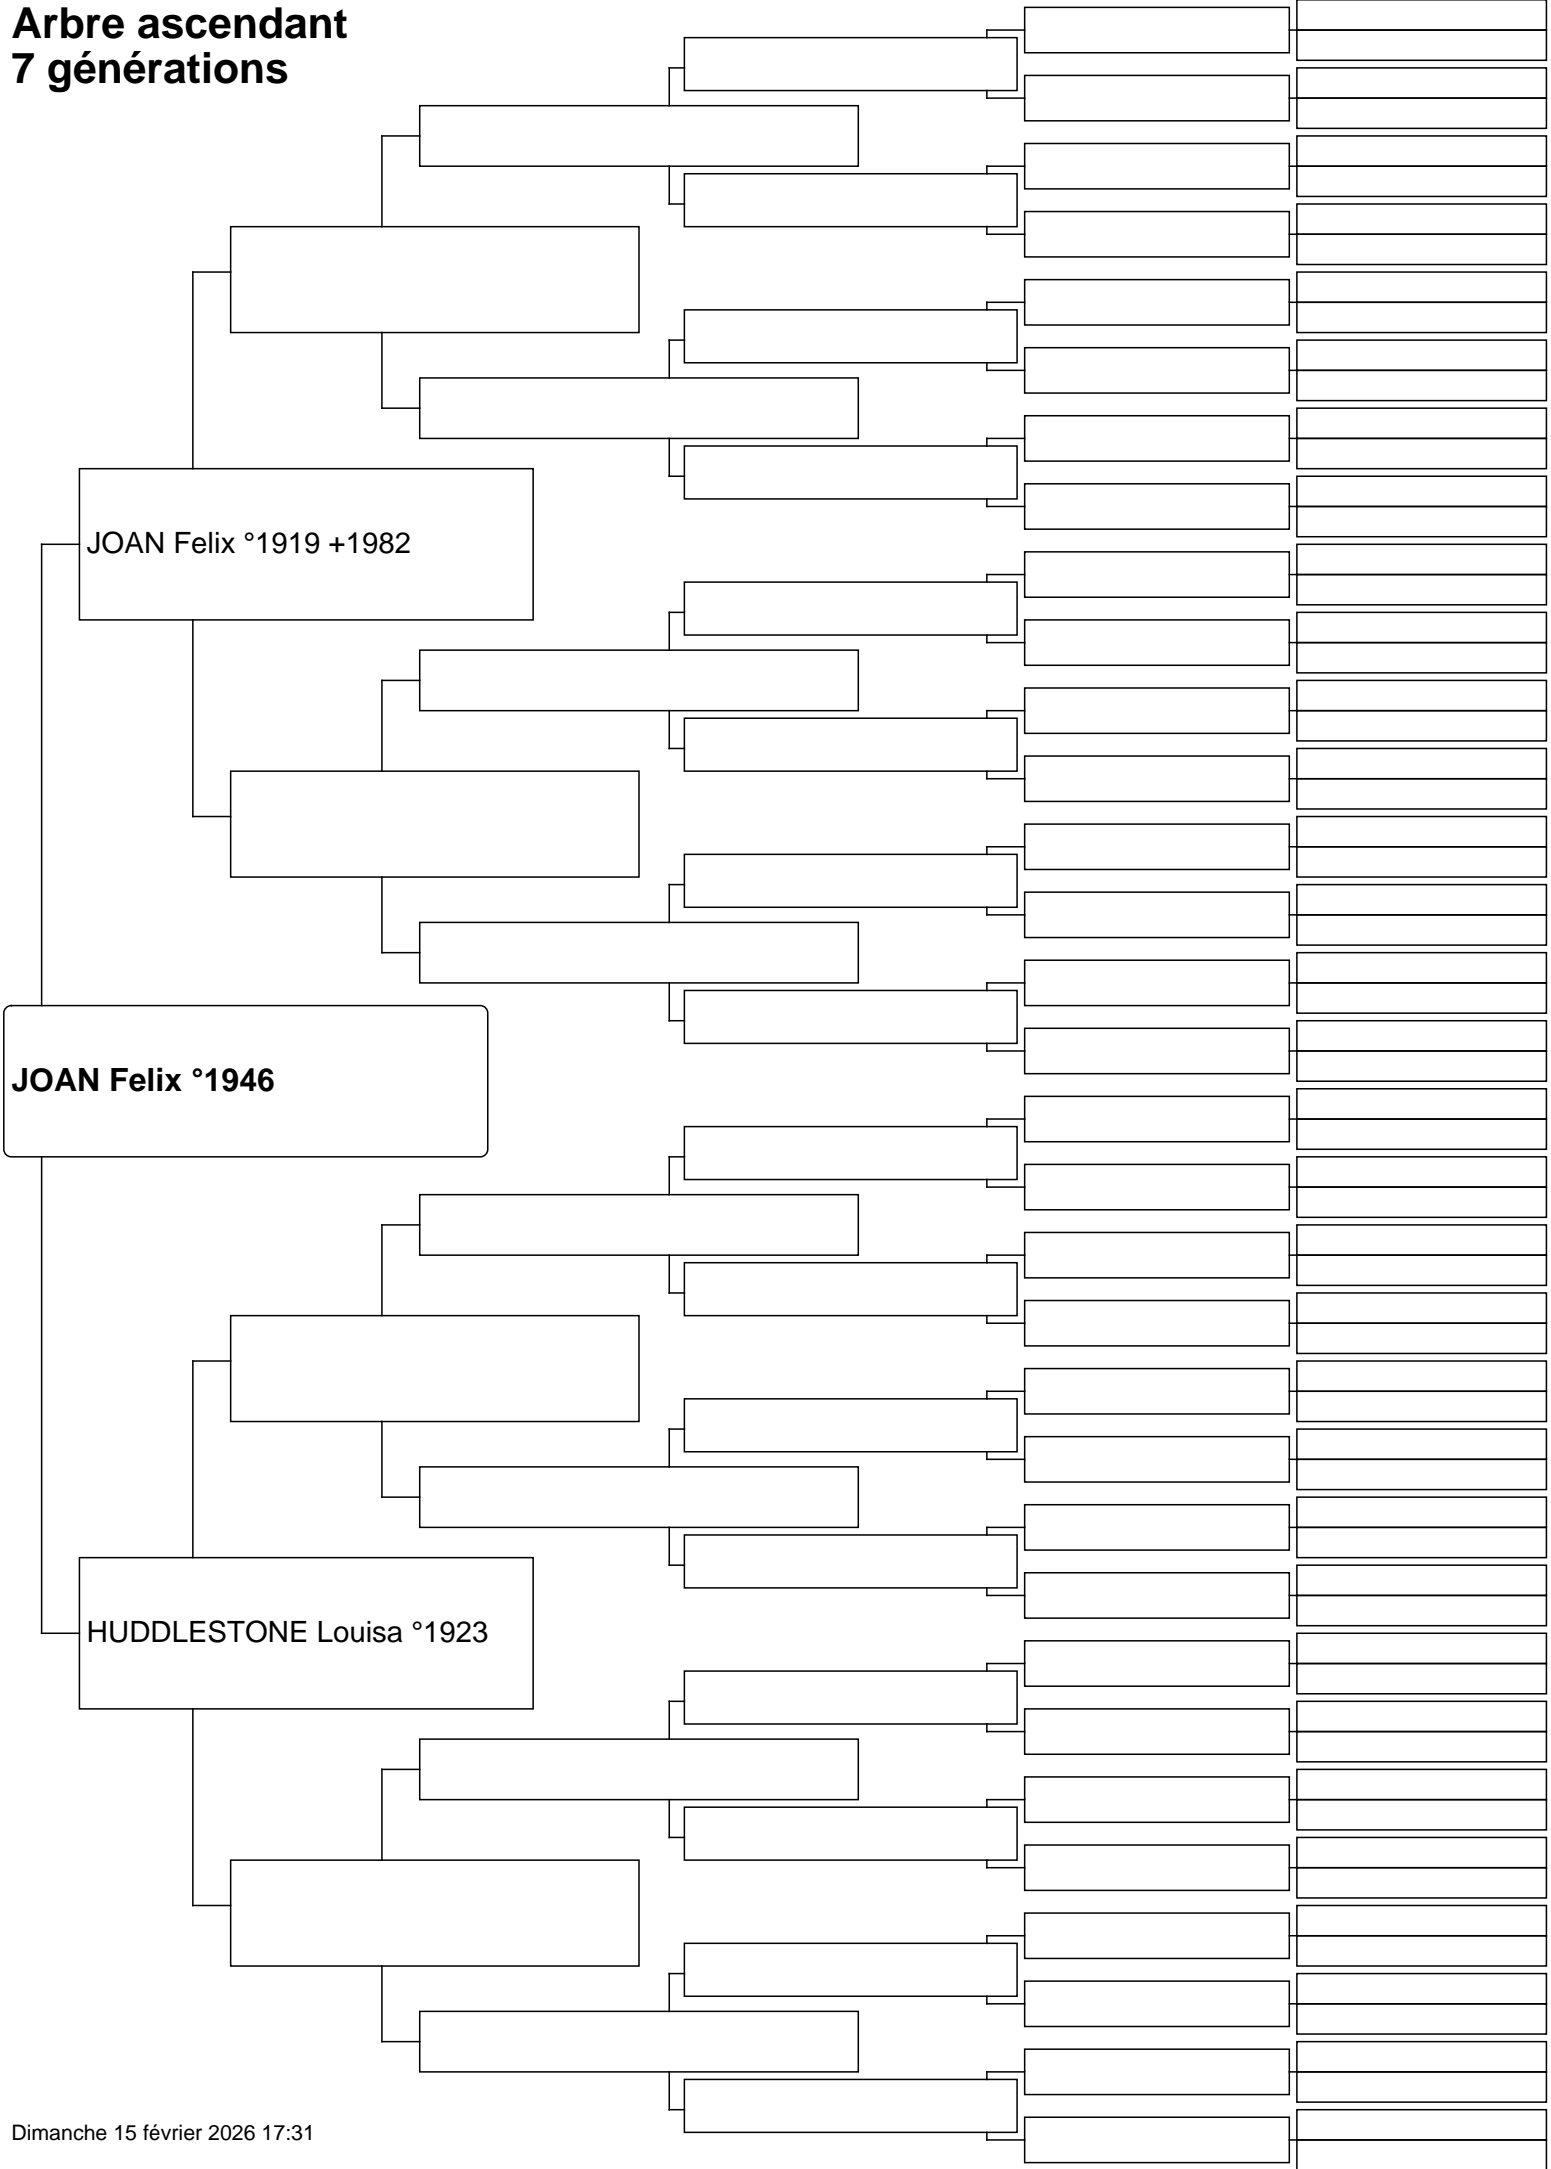 Arbre ascendant
7 générations
JOAN Felix °1919 +1982
JOAN Felix °1946
HUDDLESTONE Louisa °1923
Dimanche 15 février 2026 17:31